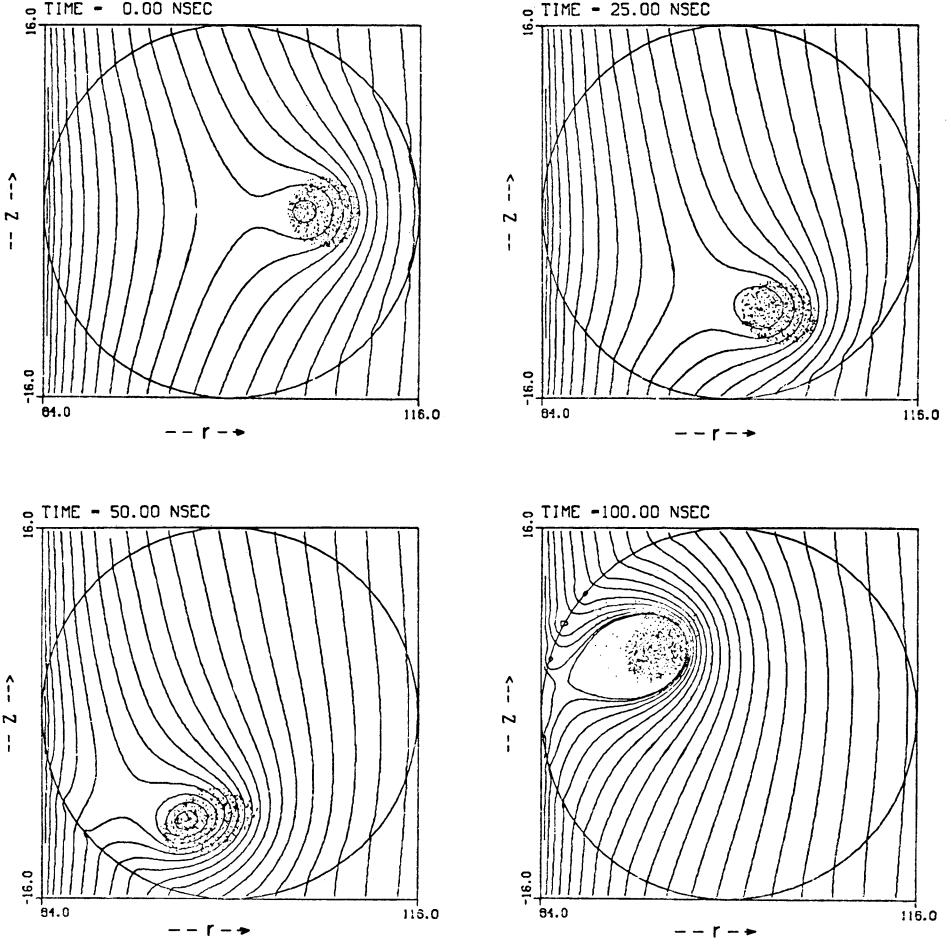 TIME - 0.00 NSEC
16.0
-- Z -->
-16.0
84.0
116.0
-- r -->
TIME - 25.00 NSEC
16.0
-- Z -->
-16.0
84.0
116.0
-- r -->
TIME - 50.00 NSEC
16.0
-- Z -->
-16.0
84.0
116.0
-- r -->
TIME -100.00 NSEC
16.0
-- Z -->
-16.0
84.0
116.0
-- r -->